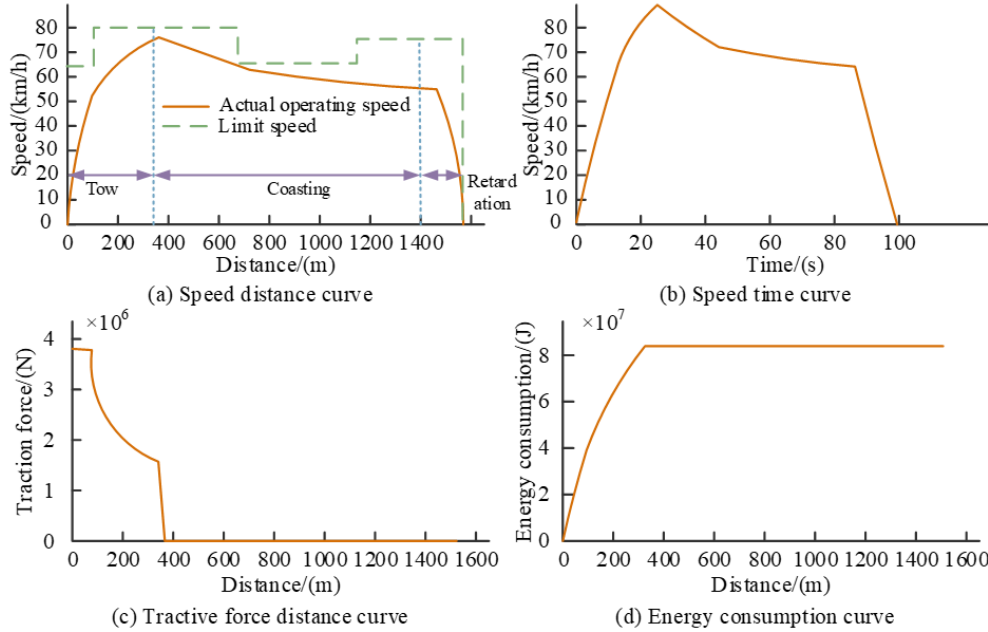 Speed/(km/h)
80
70
60
50
40
30
20
10
0
Actual operating speed
Limit speed
Tow
Coasting
Retard
ation
0 200 400 600 800 1000 1200 1400
Distance/(m)
(a) Speed distance curve
Speed/(km/h)
80
70
60
50
40
30
20
10
0
0 20 40 60 80 100
Time/(s)
(b) Speed time curve
×10⁶
Traction force/(N)
4
3
2
1
0
0 200 400 600 800 1000 1200 1400 1600
Distance/(m)
(c) Tractive force distance curve
×10⁷
Energy consumption/(J)
8
6
4
2
0
0 200 400 600 800 1000 1200 1400 1600
Distance/(m)
(d) Energy consumption curve